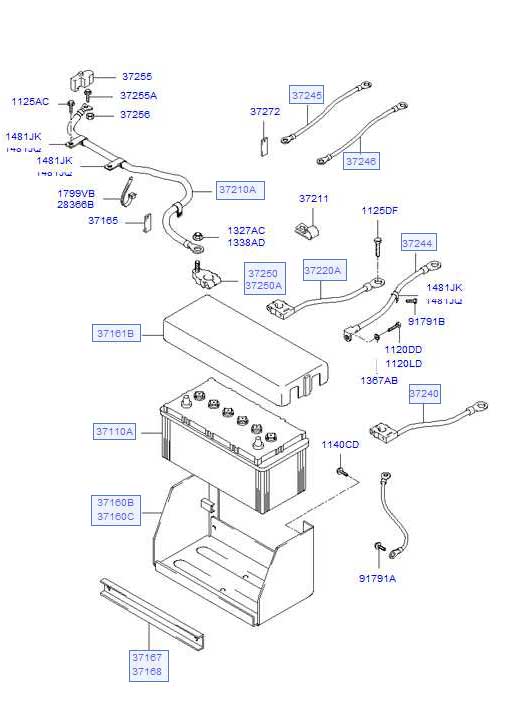 37255
37255A
1125AC
37256
37245
37272
1481JK
1481JQ
37246
1481JK
1481JQ
1799VB
28366B
37210A
37165
37211
1125DF
1327AC
1338AD
37244
37250
37250A
37220A
1481JK
1481JQ
91791B
37161B
1120DD
1120LD
1367AB
37240
37110A
1140CD
37160B
37160C
91791A
37167
37168